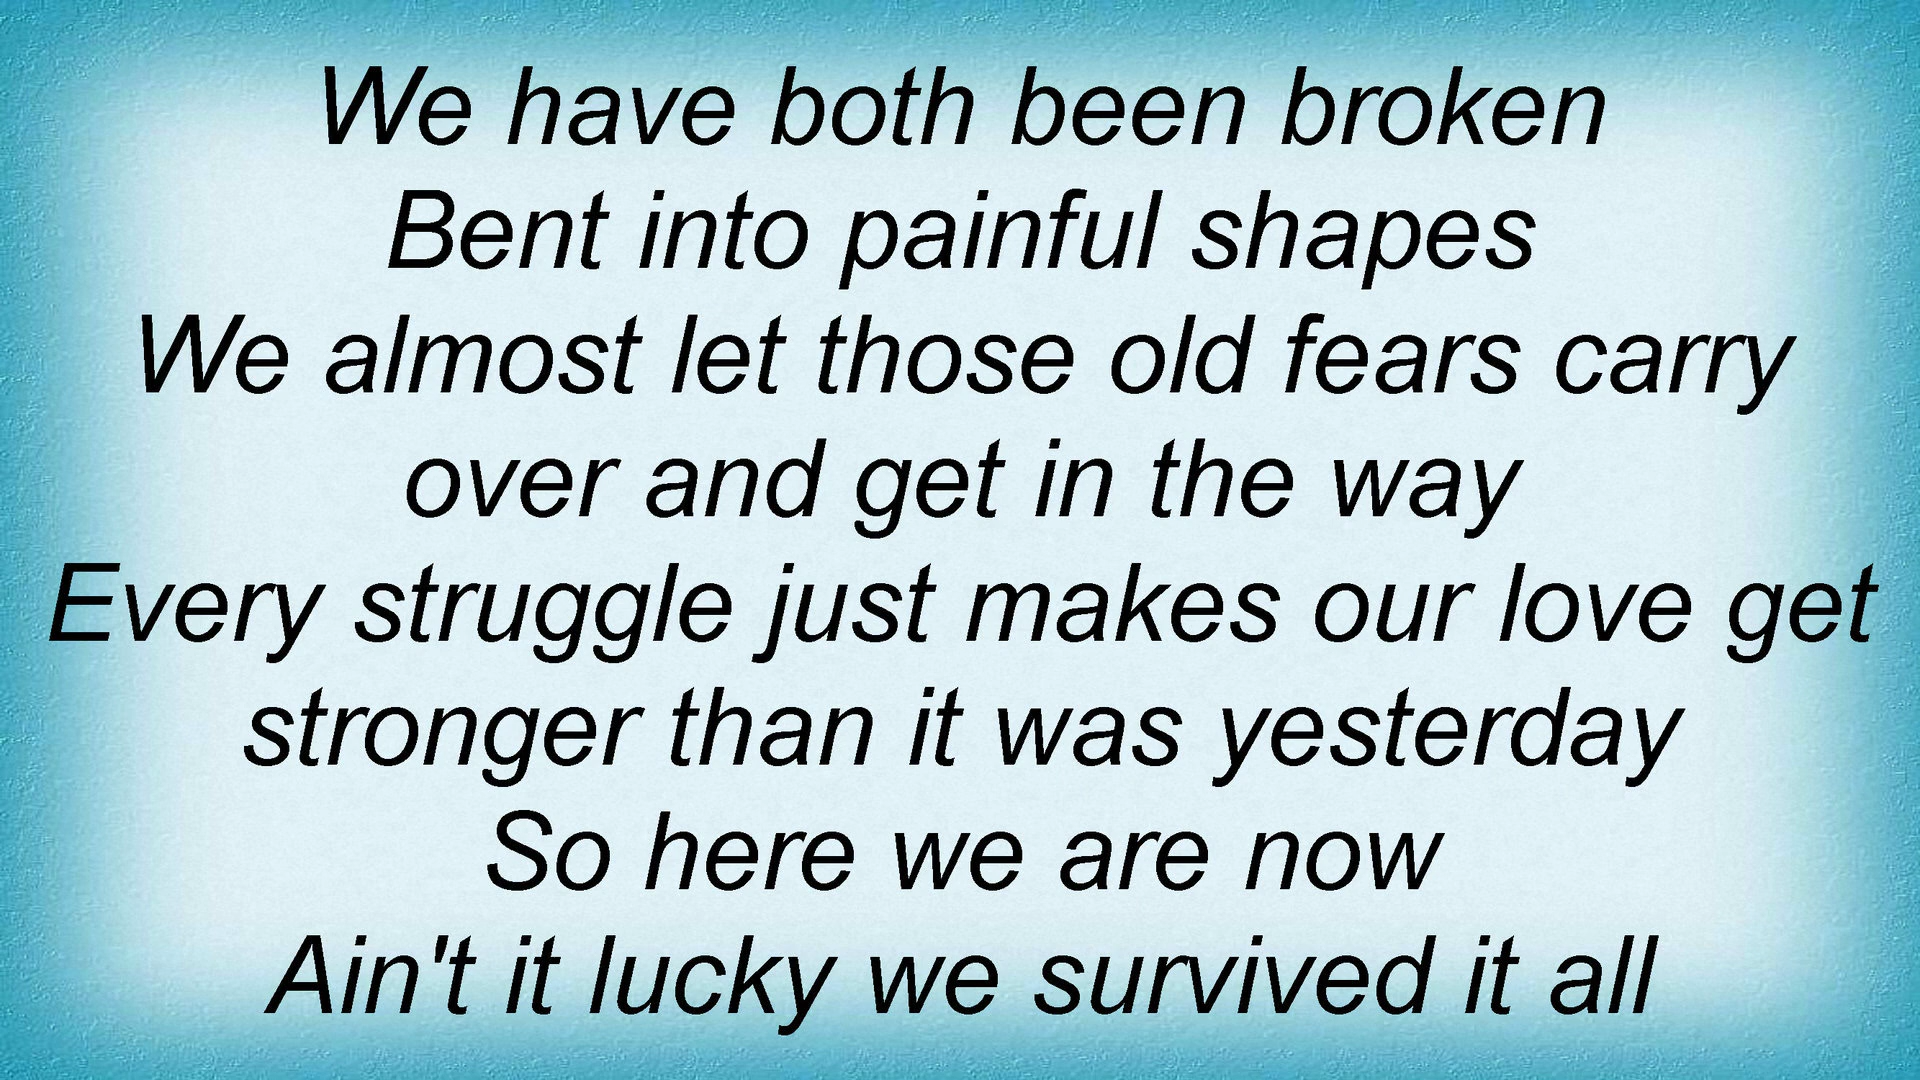 We have both been broken
Bent into painful shapes
We almost let those old fears carry
over and get in the way
Every struggle just makes our love get
stronger than it was yesterday
So here we are now
Ain't it lucky we survived it all